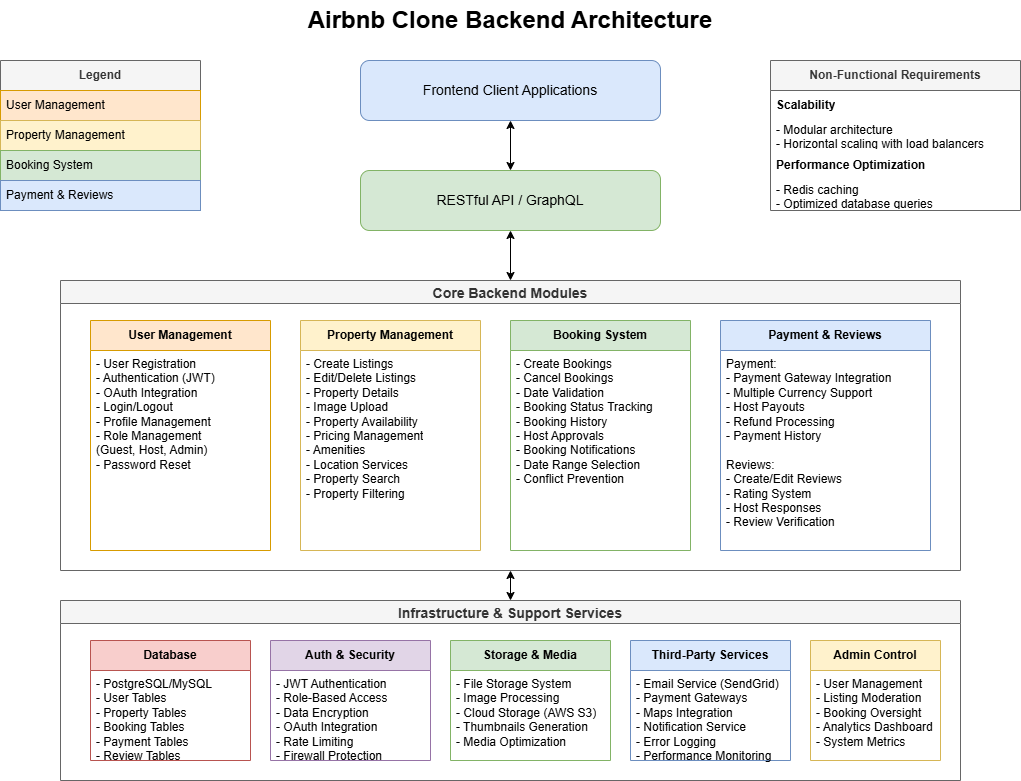 Airbnb Clone Backend Architecture
Legend
User Management
Property Management
Booking System
Payment & Reviews
Frontend Client Applications
RESTful API / GraphQL
Non-Functional Requirements
Scalability
- Modular architecture
- Horizontal scaling with load balancers
Performance Optimization
- Redis caching
- Optimized database queries
Core Backend Modules
User Management
- User Registration
- Authentication (JWT)
- OAuth Integration
- Login/Logout
- Profile Management
- Role Management
(Guest, Host, Admin)
- Password Reset
Property Management
- Create Listings
- Edit/Delete Listings
- Property Details
- Image Upload
- Property Availability
- Pricing Management
- Amenities
- Location Services
- Property Search
- Property Filtering
Booking System
- Create Bookings
- Cancel Bookings
- Date Validation
- Booking Status Tracking
- Booking History
- Host Approvals
- Booking Notifications
- Date Range Selection
- Conflict Prevention
Payment & Reviews
Payment:
- Payment Gateway Integration
- Multiple Currency Support
- Host Payouts
- Refund Processing
- Payment History
Reviews:
- Create/Edit Reviews
- Rating System
- Host Responses
- Review Verification
Infrastructure & Support Services
Database
- PostgreSQL/MySQL
- User Tables
- Property Tables
- Booking Tables
- Payment Tables
- Review Tables
Auth & Security
- JWT Authentication
- Role-Based Access
- Data Encryption
- OAuth Integration
- Rate Limiting
- Firewall Protection
Storage & Media
- File Storage System
- Image Processing
- Cloud Storage (AWS S3)
- Thumbnails Generation
- Media Optimization
Third-Party Services
- Email Service (SendGrid)
- Payment Gateways
- Maps Integration
- Notification Service
- Error Logging
- Performance Monitoring
Admin Control
- User Management
- Listing Moderation
- Booking Oversight
- Analytics Dashboard
- System Metrics